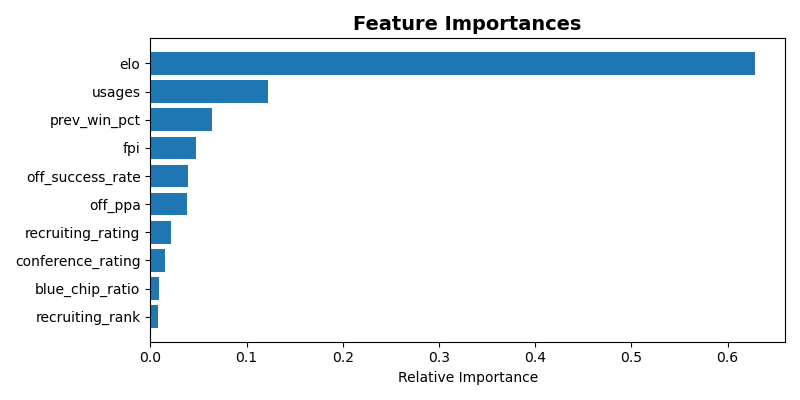 Feature Importances
elo
usages
prev_win_pct
fpi
off_success_rate
off_ppa
recruiting_rating
conference_rating
blue_chip_ratio
recruiting_rank
0.0 0.1 0.2 0.3 0.4 0.5 0.6
Relative Importance